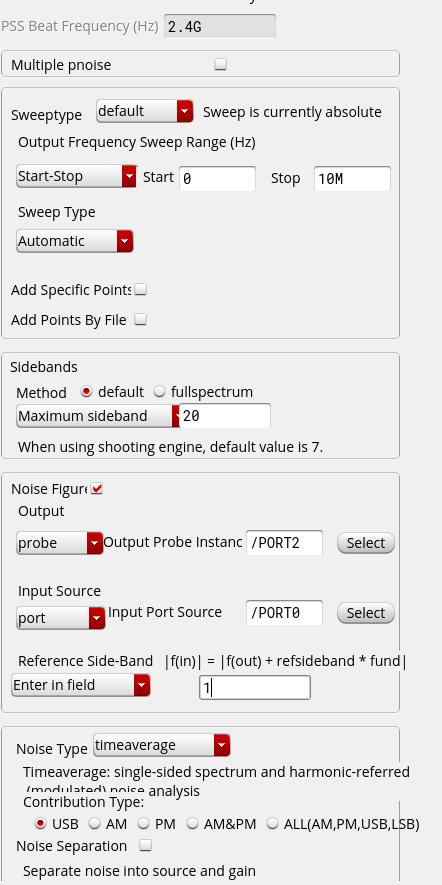 PSS Beat Frequency (Hz) 2.4G
Multiple pnoise
Sweeptype default Sweep is currently absolute
Output Frequency Sweep Range (Hz)
Start-Stop Start 0 Stop 10M
Sweep Type
Automatic
Add Specific Points
Add Points By File
Sidebands
Method default fullspectrum
Maximum sideband 20
When using shooting engine, default value is 7.
Noise Figure
Output
probe Output Probe Instanc /PORT2 Select
Input Source
port Input Port Source /PORT0 Select
Reference Side-Band |f(in)| = |f(out) + refsideband * fund|
Enter in field 1
Noise Type timeaverage
Timeaverage: single-sided spectrum and harmonic-referred
(modulated) noise analysis
Contribution Type:
USB AM PM AM&PM ALL(AM,PM,USB,LSB)
Noise Separation
Separate noise into source and gain